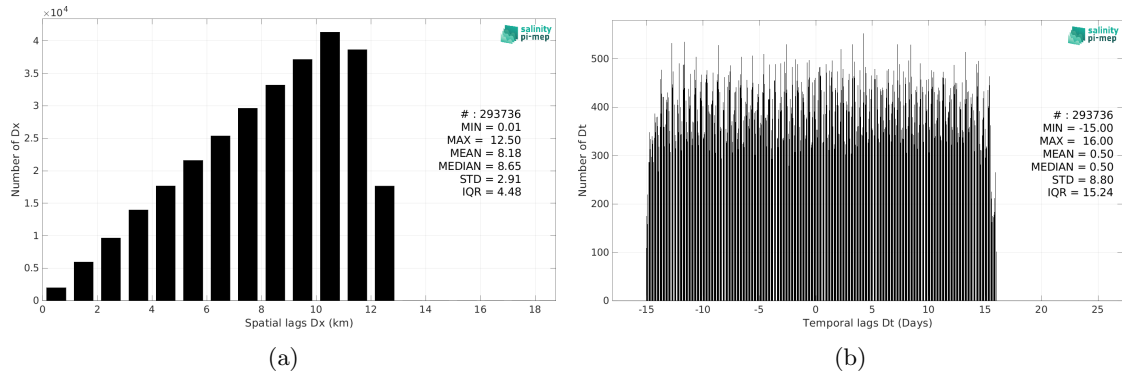 ×10⁴
4
3.5
3
2.5
2
1.5
1
0.5
0
Number of Dx
0 2 4 6 8 10 12 14 16 18
Spatial lags Dx (km)
salinity
pi-mep
# : 293736
MIN = 0.01
MAX = 12.50
MEAN = 8.18
MEDIAN = 8.65
STD = 2.91
IQR = 4.48
(a)
500
400
300
200
100
0
Number of Dt
-15 -10 -5 0 5 10 15 20 25
Temporal lags Dt (Days)
salinity
pi-mep
# : 293736
MIN = -15.00
MAX = 16.00
MEAN = 0.50
MEDIAN = 0.50
STD = 8.80
IQR = 15.24
(b)